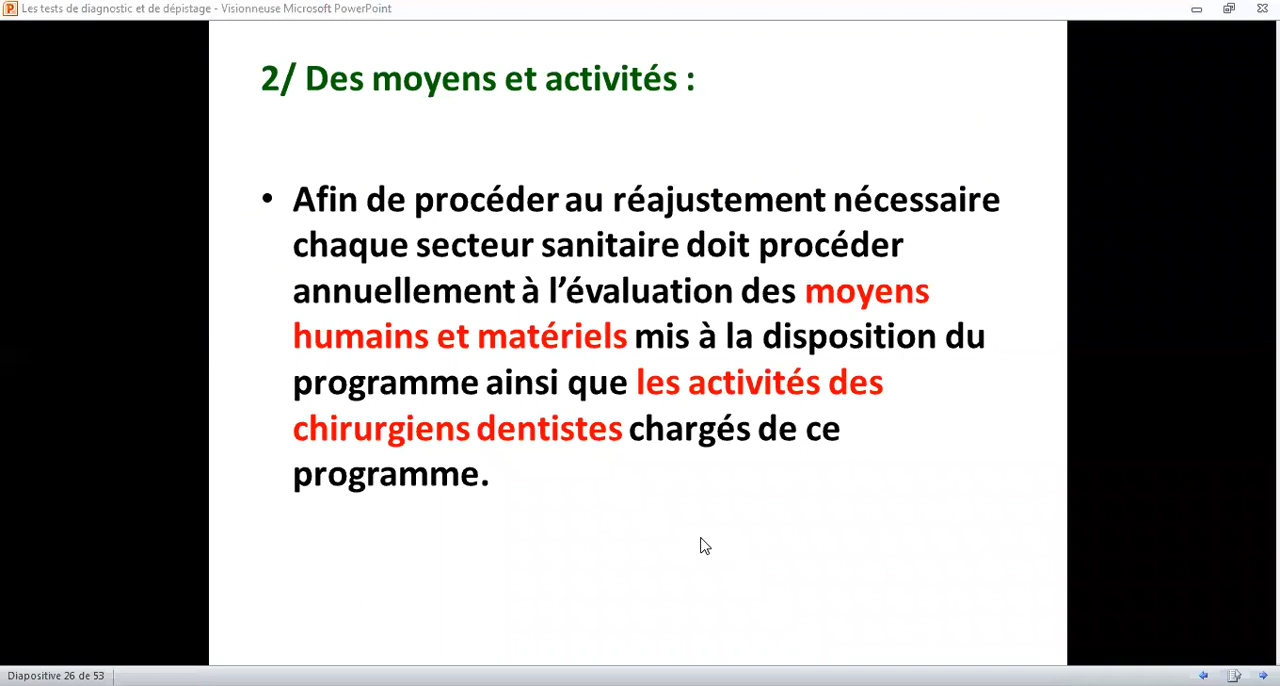 Les tests de diagnostic et de dépistage - Visionneuse Microsoft PowerPoint
2/ Des moyens et activités :
• Afin de procéder au réajustement nécessaire
chaque secteur sanitaire doit procéder
annuellement à l’évaluation des moyens
humains et matériels mis à la disposition du
programme ainsi que les activités des
chirurgiens dentistes chargés de ce
programme.
Diapositive 26 de 53